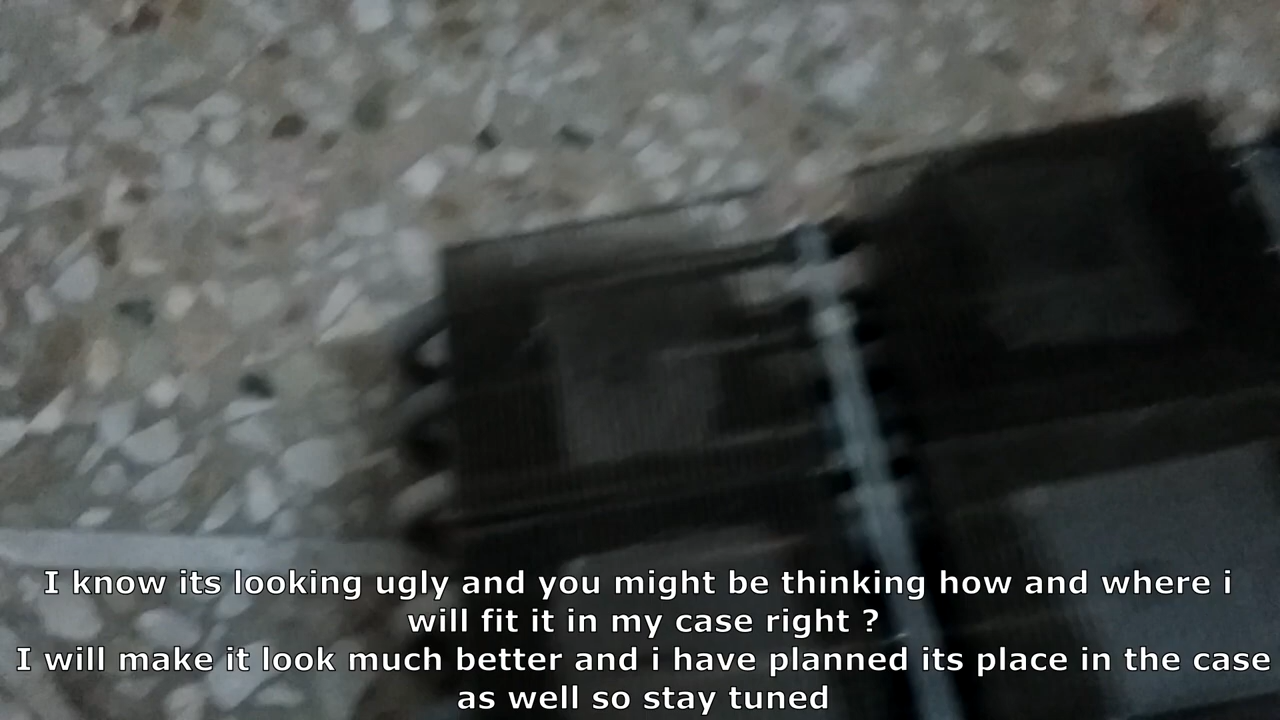 I know its looking ugly and you might be thinking how and where i
will fit it in my case right ?
I will make it look much better and i have planned its place in the case
as well so stay tuned